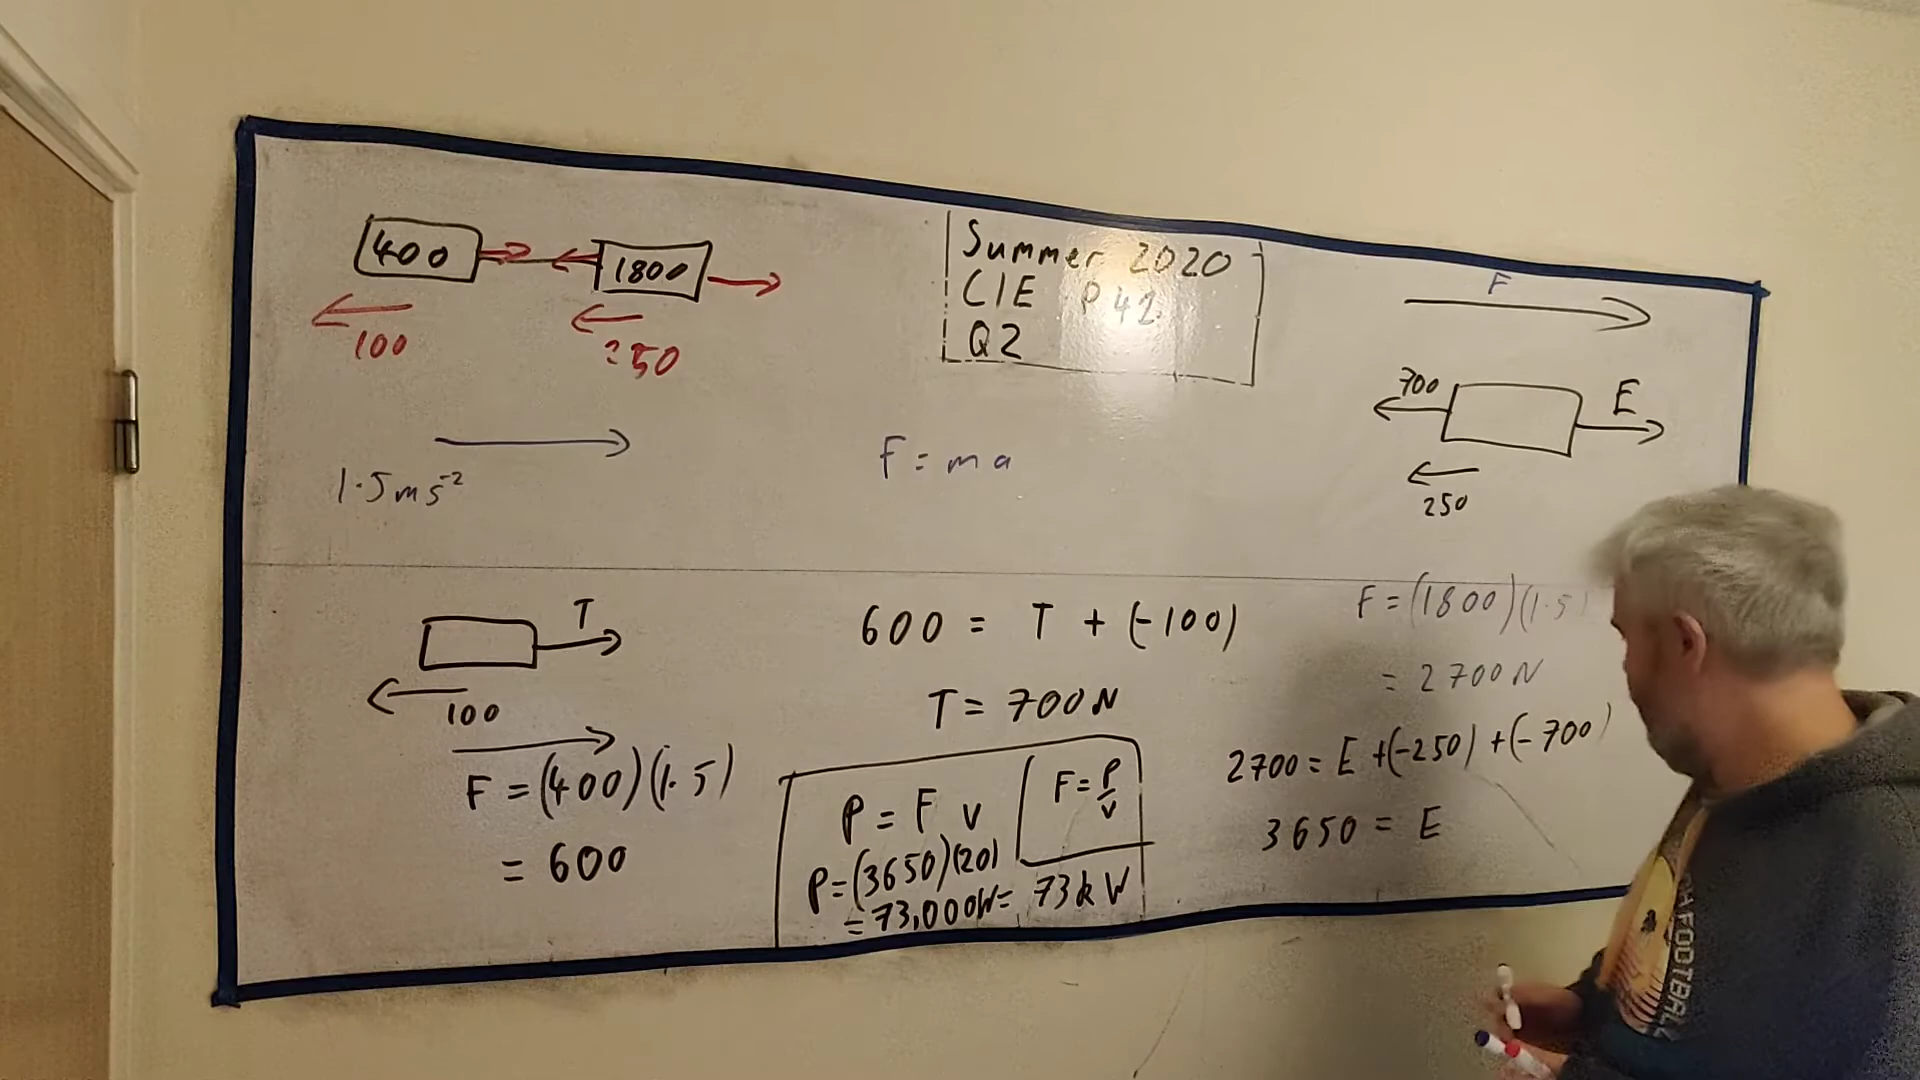 400
1800
100
250
1.5ms⁻²
Summer 2020
CIE P42
Q2
F = ma
F
700
E
250
T
100
F = (400)(1.5)
= 600
600 = T + (-100)
T = 700N
P = F v
F = P/v
P = (3650)(20)
= 73,000W = 73kW
F = (1800)(1.5)
= 2700N
2700 = E + (-250) + (-700)
3650 = E
FOOTBALL